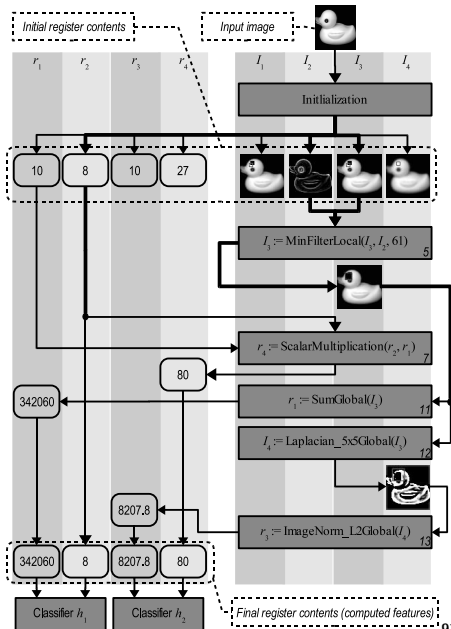 Initial register contents
Input image
r1 r2 r3 r4 I1 I2 I3 I4
Initlialization
10 8 10 27
I3 := MinFilterLocal(I3, I2, 61)
5
r4 := ScalarMultiplication(r2, r1)
7
80
342060
r1 := SumGlobal(I3)
11
I4 := Laplacian_5x5Global(I3)
12
8207.8
r3 := ImageNorm_L2Global(I4)
13
342060 8 8207.8 80
Classifier h1 Classifier h2
Final register contents (computed features)